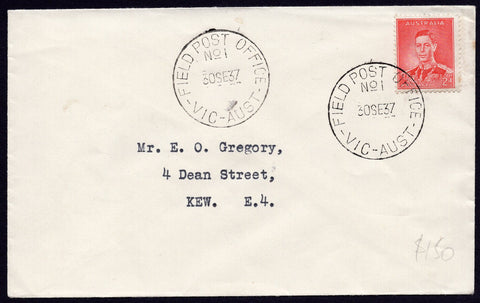 FIELD POST OFFICE
No 1
30SE37
-VIC-AUST-
AUSTRALIA
2D
FIELD POST OFFICE
No 1
30SE37
-VIC-AUST-
Mr. E. O. Gregory,
4 Dean Street,
KEW. E.4.
$150